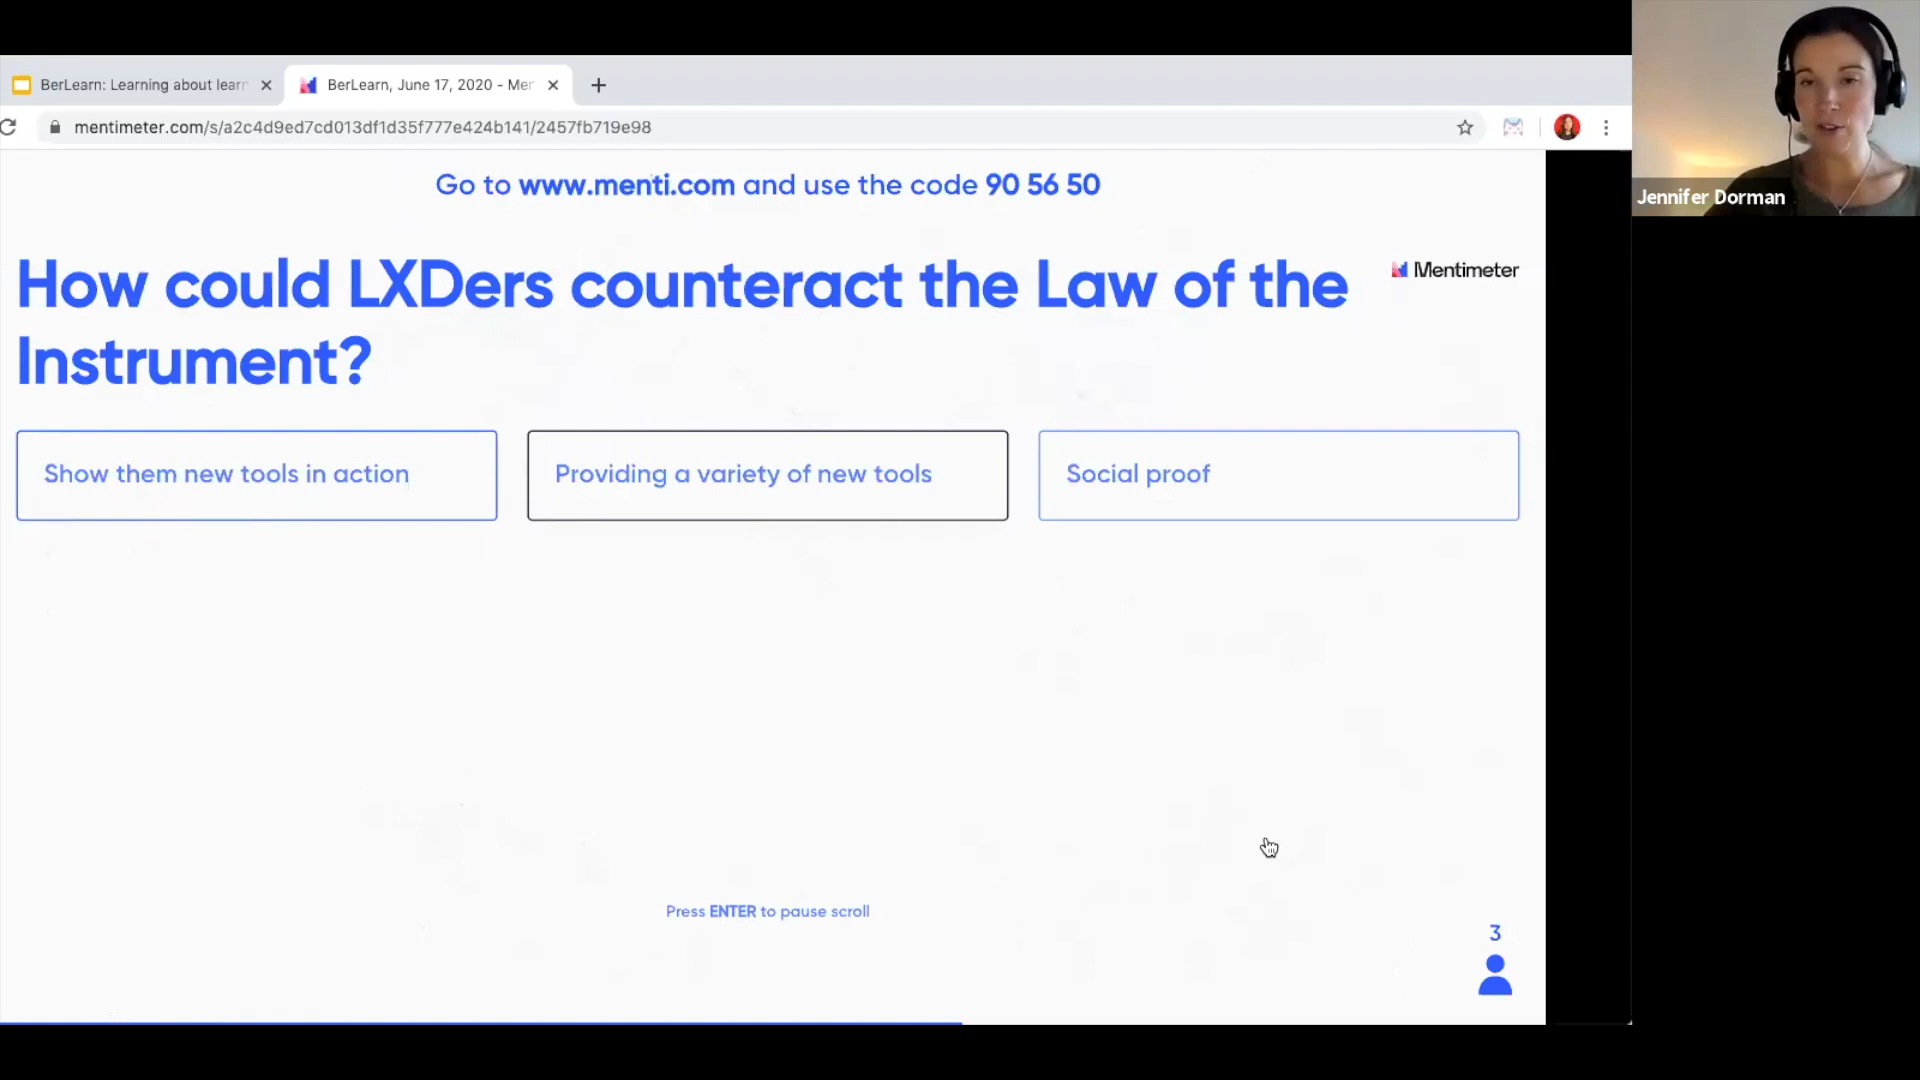 BerLearn: Learning about learn
BerLearn, June 17, 2020 - Mer
mentimeter.com/s/a2c4d9ed7cd013df1d35f777e424b141/2457fb719e98
Jennifer Dorman
Go to www.menti.com and use the code 90 56 50
How could LXDers counteract the Law of the
Instrument?
Mentimeter
Show them new tools in action
Providing a variety of new tools
Social proof
Press ENTER to pause scroll
3